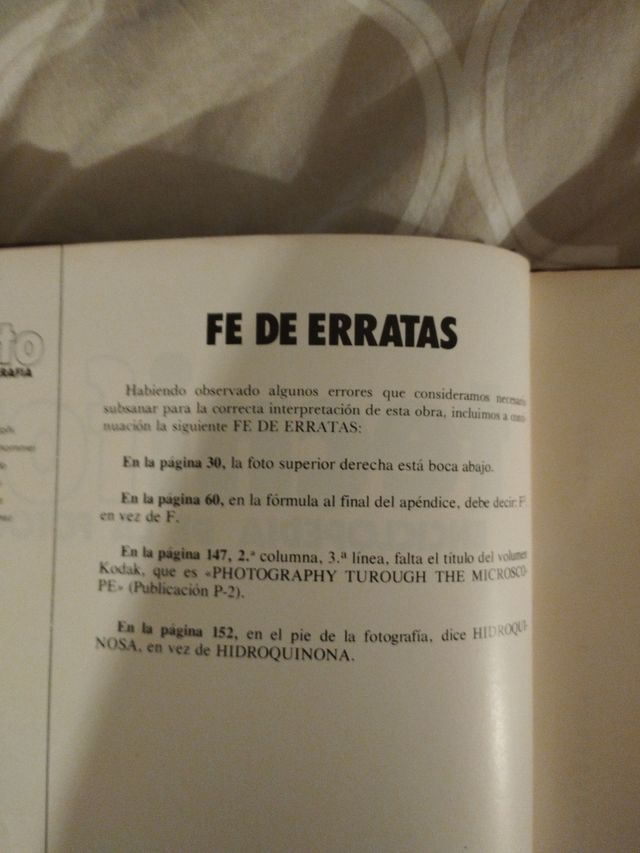 to
RAFIA
FE DE ERRATAS
Habiendo observado algunos errores que consideramos necesario
subsanar para la correcta interpretación de esta obra, incluimos a conti-
nuación la siguiente FE DE ERRATAS:
En la página 30, la foto superior derecha está boca abajo.
En la página 60, en la fórmula al final del apéndice, debe decir:
en vez de F.
En la página 147, 2.ª columna, 3.ª línea, falta el título del volumen
Kodak, que es «PHOTOGRAPHY TUROUGH THE MICROSCO-
PE» (Publicación P-2).
En la página 152, en el pie de la fotografía, dice HIDROQUI-
NOSA, en vez de HIDROQUINONA.